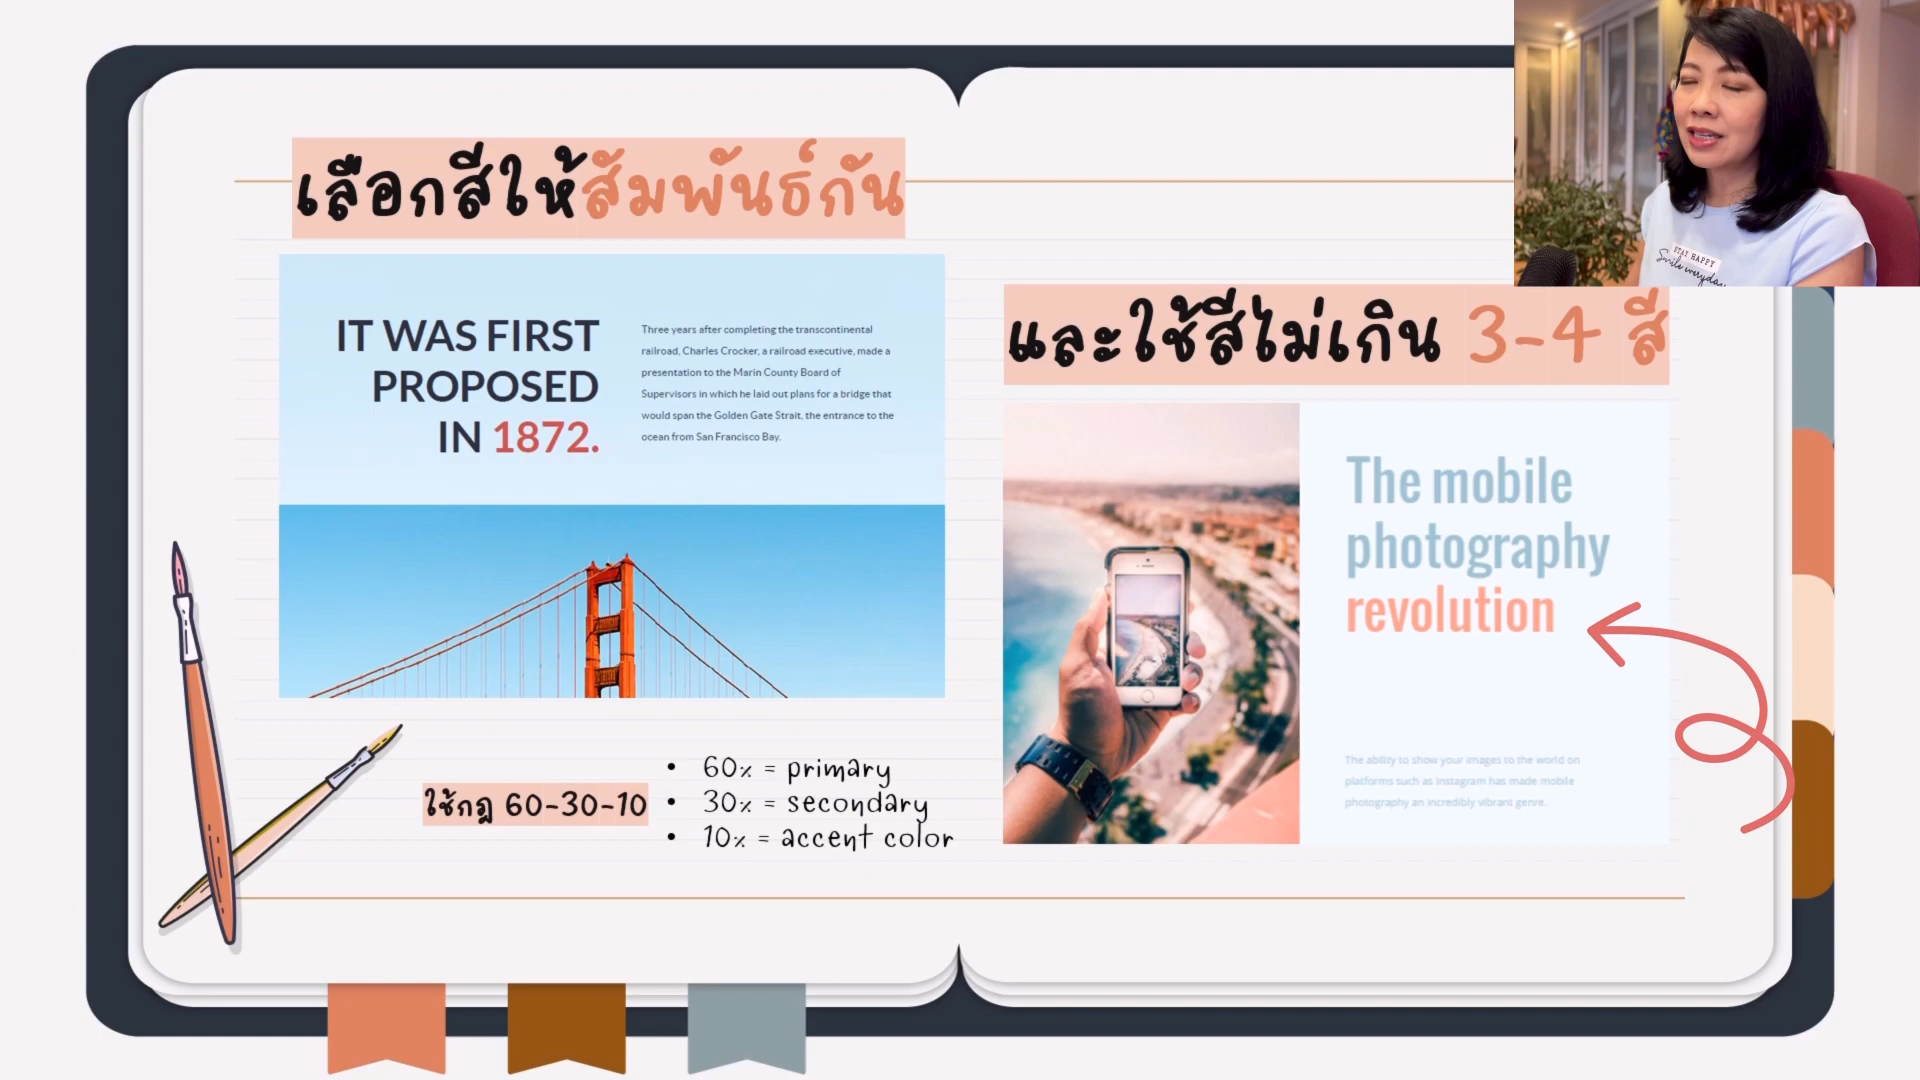 เลือกสีให้สัมพันธ์กัน
IT WAS FIRST
PROPOSED
IN 1872.
Three years after completing the transcontinental
railroad, Charles Crocker, a railroad executive, made a
presentation to the Marin County Board of
Supervisors in which he laid out plans for a bridge that
would span the Golden Gate Strait, the entrance to the
ocean from San Francisco Bay.
ใช้กฎ 60-30-10
• 60% = primary
• 30% = secondary
• 10% = accent color
STAY HAPPY
Smile everyday
และใช้สีไม่เกิน 3-4 สี
The mobile
photography
revolution
The ability to show your images to the world on
platforms such as Instagram has made mobile
photography an incredibly vibrant genre.